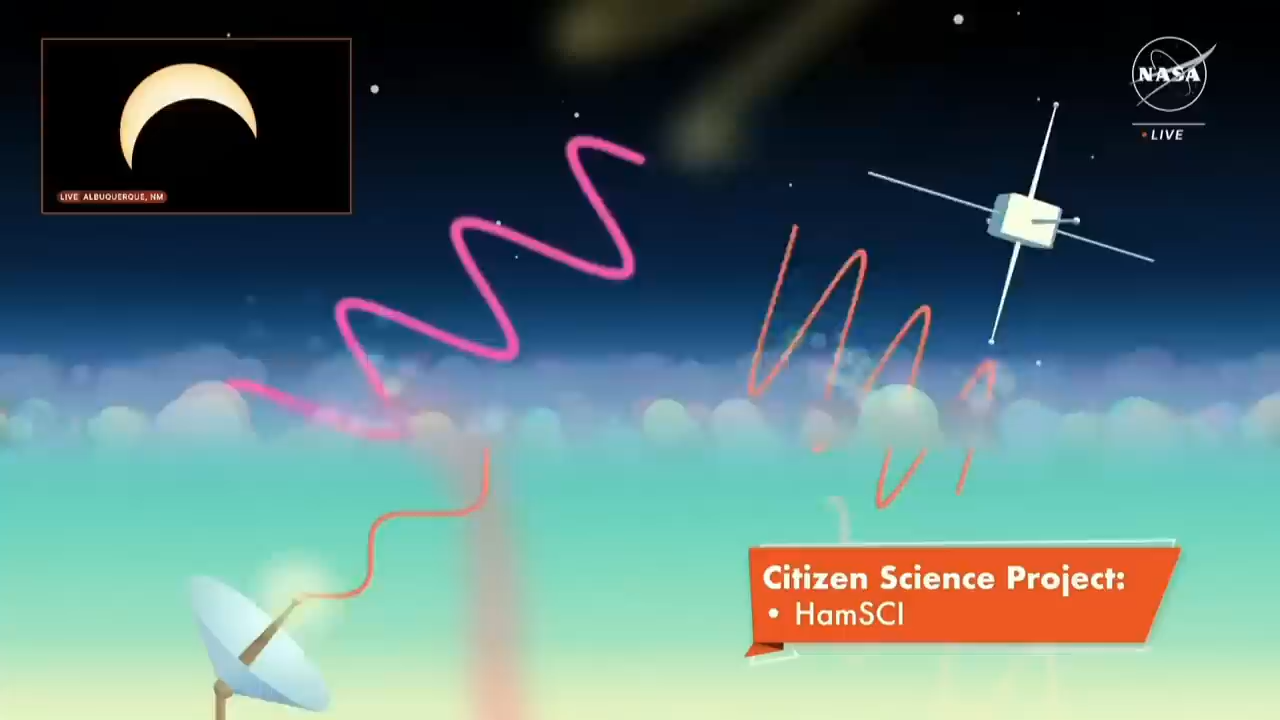 NASA
LIVE
LIVE ALBUQUERQUE, NM
Citizen Science Project:
• HamSCI